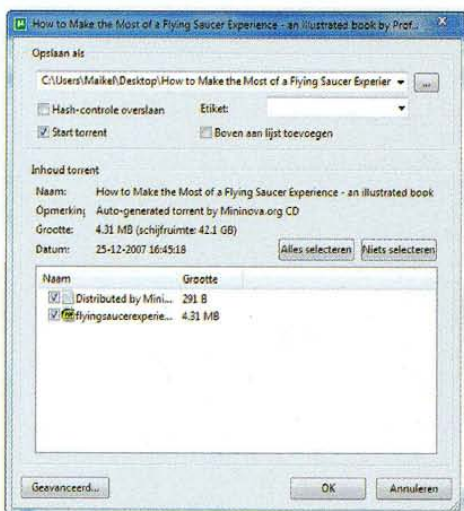 How to Make the Most of a Flying Saucer Experience - an illustrated book by Prof...
Opslaan als
C:\Users\Maikel\Desktop\How to Make the Most of a Flying Saucer Experier
...
Hash-controle overslaan Etiket:
Start torrent Boven aan lijst toevoegen
Inhoud torrent
Naam: How to Make the Most of a Flying Saucer Experience - an illustrated book
Opmerking Auto-generated torrent by Mininova.org CD
Grootte: 4.31 MB (schijfruimte: 42.1 GB)
Datum: 25-12-2007 16:45:18 Alles selecteren Niets selecteren
Naam Grootte
Distributed by Mini... 291 B
flyingsaucerexperie... 4.31 MB
Geavanceerd... OK Annuleren